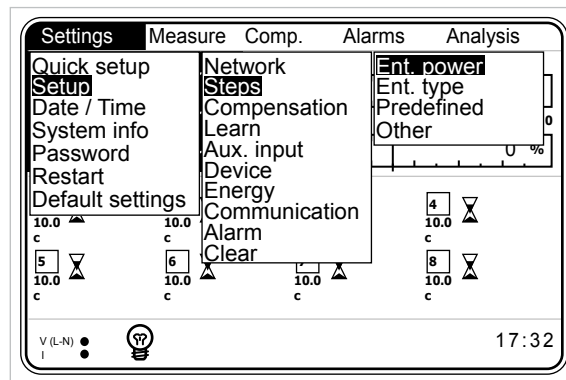 Settings Measure Comp. Alarms Analysis
Quick setup
Setup
Date / Time
System info
Password
Restart
Default settings
Network
Steps
Compensation
Learn
Aux. input
Device
Energy
Communication
Alarm
Clear
Ent. power
Ent. type
Predefined
Other
0
0 %
4
10.0 10.0 10.0
c c c
5 6 8
10.0 10.0 10.0 10.0
c c c c
V (L-N)
I
17:32